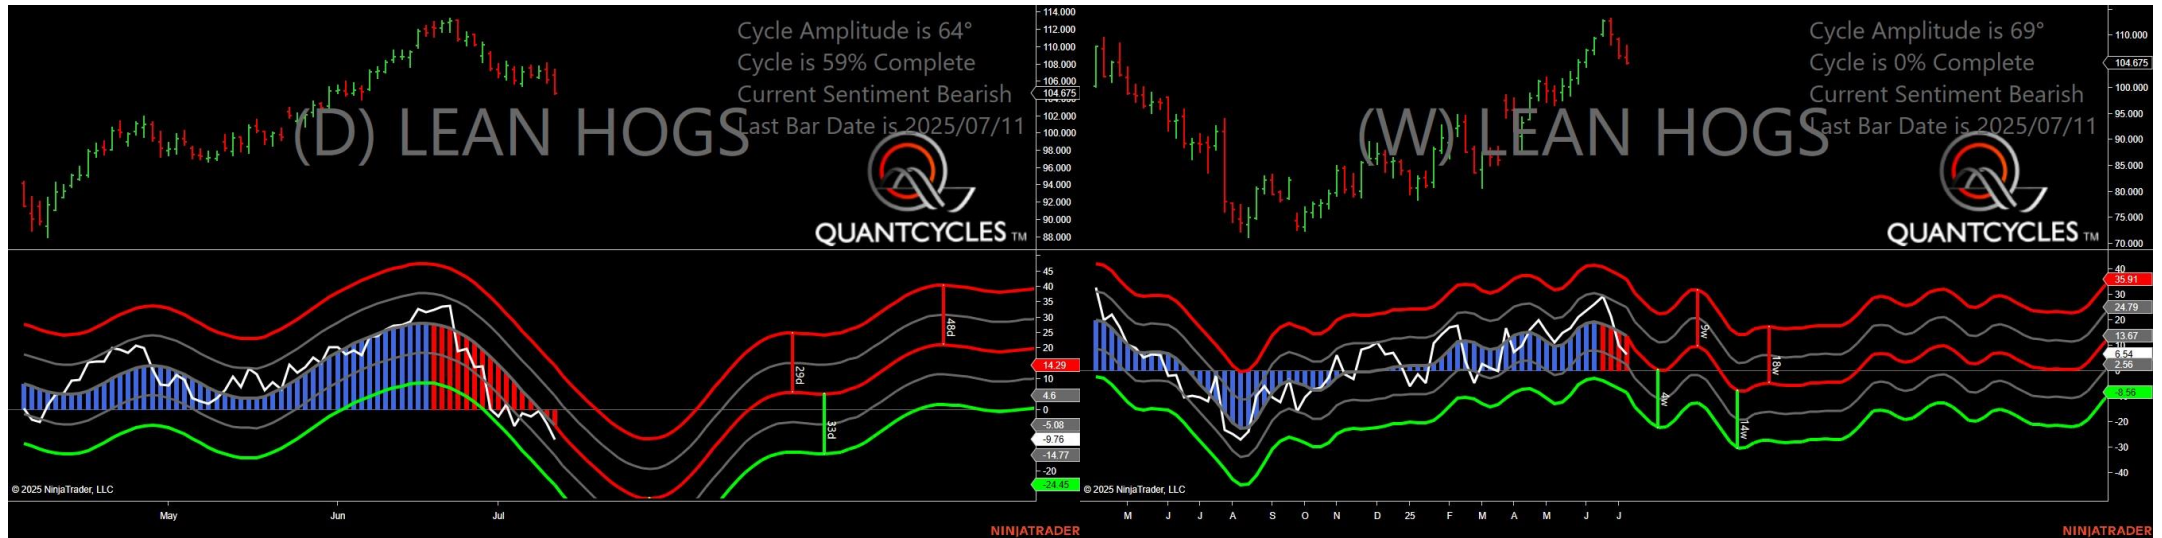 Cycle Amplitude is 64°
Cycle is 59% Complete
Current Sentiment Bearish
Last Bar Date is 2025/07/11
(D) LEAN HOGS
QUANTCYCLES TM
114.000
112.000
110.000
108.000
106.000
104.675
102.000
100.000
98.000
96.000
94.000
92.000
90.000
88.000
45
40
35
30
25
20
14.29
10
4.6
0
-5.08
-9.76
-14.77
-20
-24.45
29d
33d
48d
© 2025 NinjaTrader, LLC
May
Jun
Jul
NINJATRADER
Cycle Amplitude is 69°
Cycle is 0% Complete
Current Sentiment Bearish
Last Bar Date is 2025/07/11
(W) LEAN HOGS
QUANTCYCLES TM
110.000
104.675
100.000
95.000
90.000
85.000
80.000
75.000
70.000
40
35.91
30
24.79
20
13.67
10
6.54
2.56
-8.56
-20
-30
-40
9w
18w
4w
14w
© 2025 NinjaTrader, LLC
M
J
J
A
S
O
N
D
25
F
M
A
M
J
J
NINJATRADER